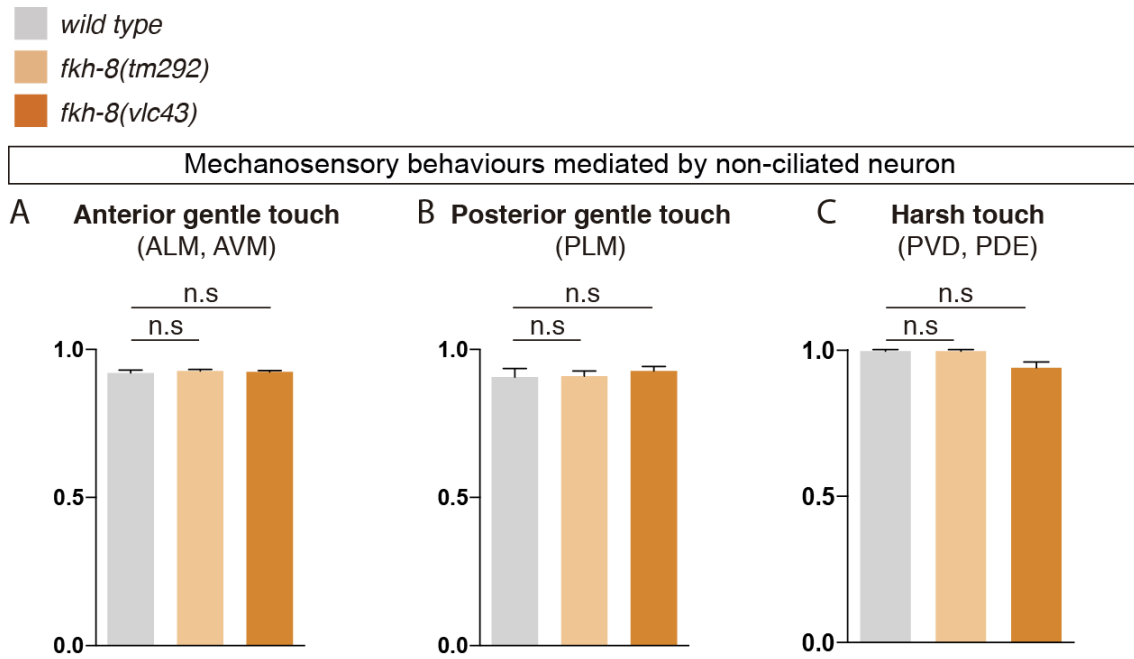 wild type
fkh-8(tm292)
fkh-8(vlc43)
Mechanosensory behaviours mediated by non-ciliated neuron
A Anterior gentle touch
(ALM, AVM)
n.s
n.s
1.0
0.5
0.0
B Posterior gentle touch
(PLM)
n.s
n.s
1.0
0.5
0.0
C Harsh touch
(PVD, PDE)
n.s
n.s
1.0
0.5
0.0